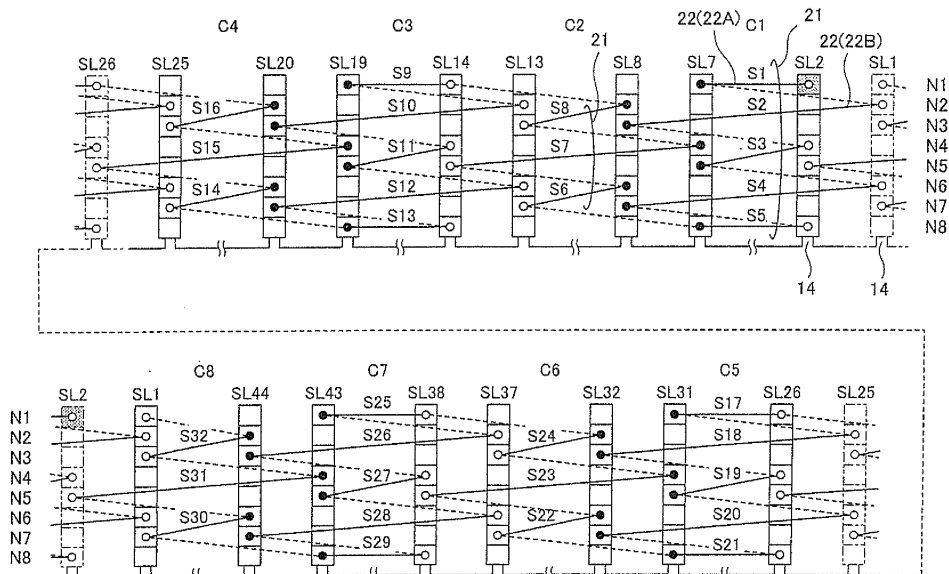 C4 C3 C2 C1
21 22(22A) 21 22(22B)
SL26 SL25 SL20 SL19 SL14 SL13 SL8 SL7 SL2 SL1
S9 S1 N1
S16 S10 S8 S2 N2
N3
S11 S3 N4
S15 S7 N5
S14 S12 S6 S4 N6
N7
S13 S5 N8
14 14
C8 C7 C6 C5
SL2 SL1 SL44 SL43 SL38 SL37 SL32 SL31 SL26 SL25
N1 S25 S17
N2 S32 S26 S24 S18
N3
N4 S31 S27 S23 S19
N5
N6 S30 S28 S22 S20
N7
N8 S29 S21